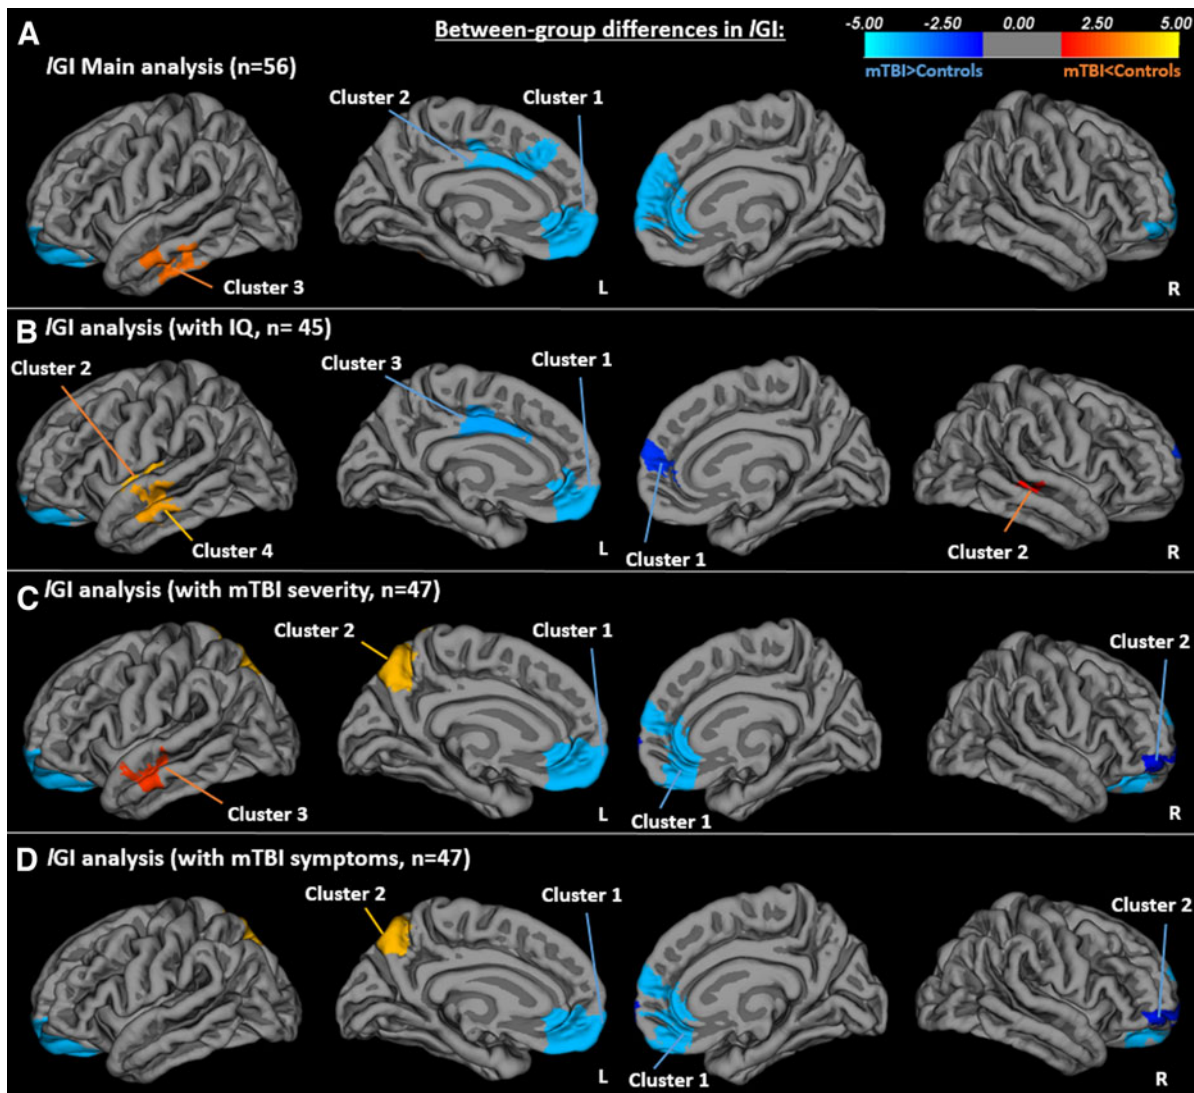 A
Between-group differences in lGI:
-5.00 -2.50 0.00 2.50 5.00
mTBI>Controls mTBI<Controls
lGI Main analysis (n=56)
Cluster 2 Cluster 1
Cluster 3
L
R
B lGI analysis (with IQ, n= 45)
Cluster 2
Cluster 3
Cluster 1
Cluster 4
L
Cluster 1
Cluster 2
R
C lGI analysis (with mTBI severity, n=47)
Cluster 2
Cluster 1
Cluster 2
Cluster 3
L
Cluster 1
R
D lGI analysis (with mTBI symptoms, n=47)
Cluster 2
Cluster 1
Cluster 2
L
Cluster 1
R